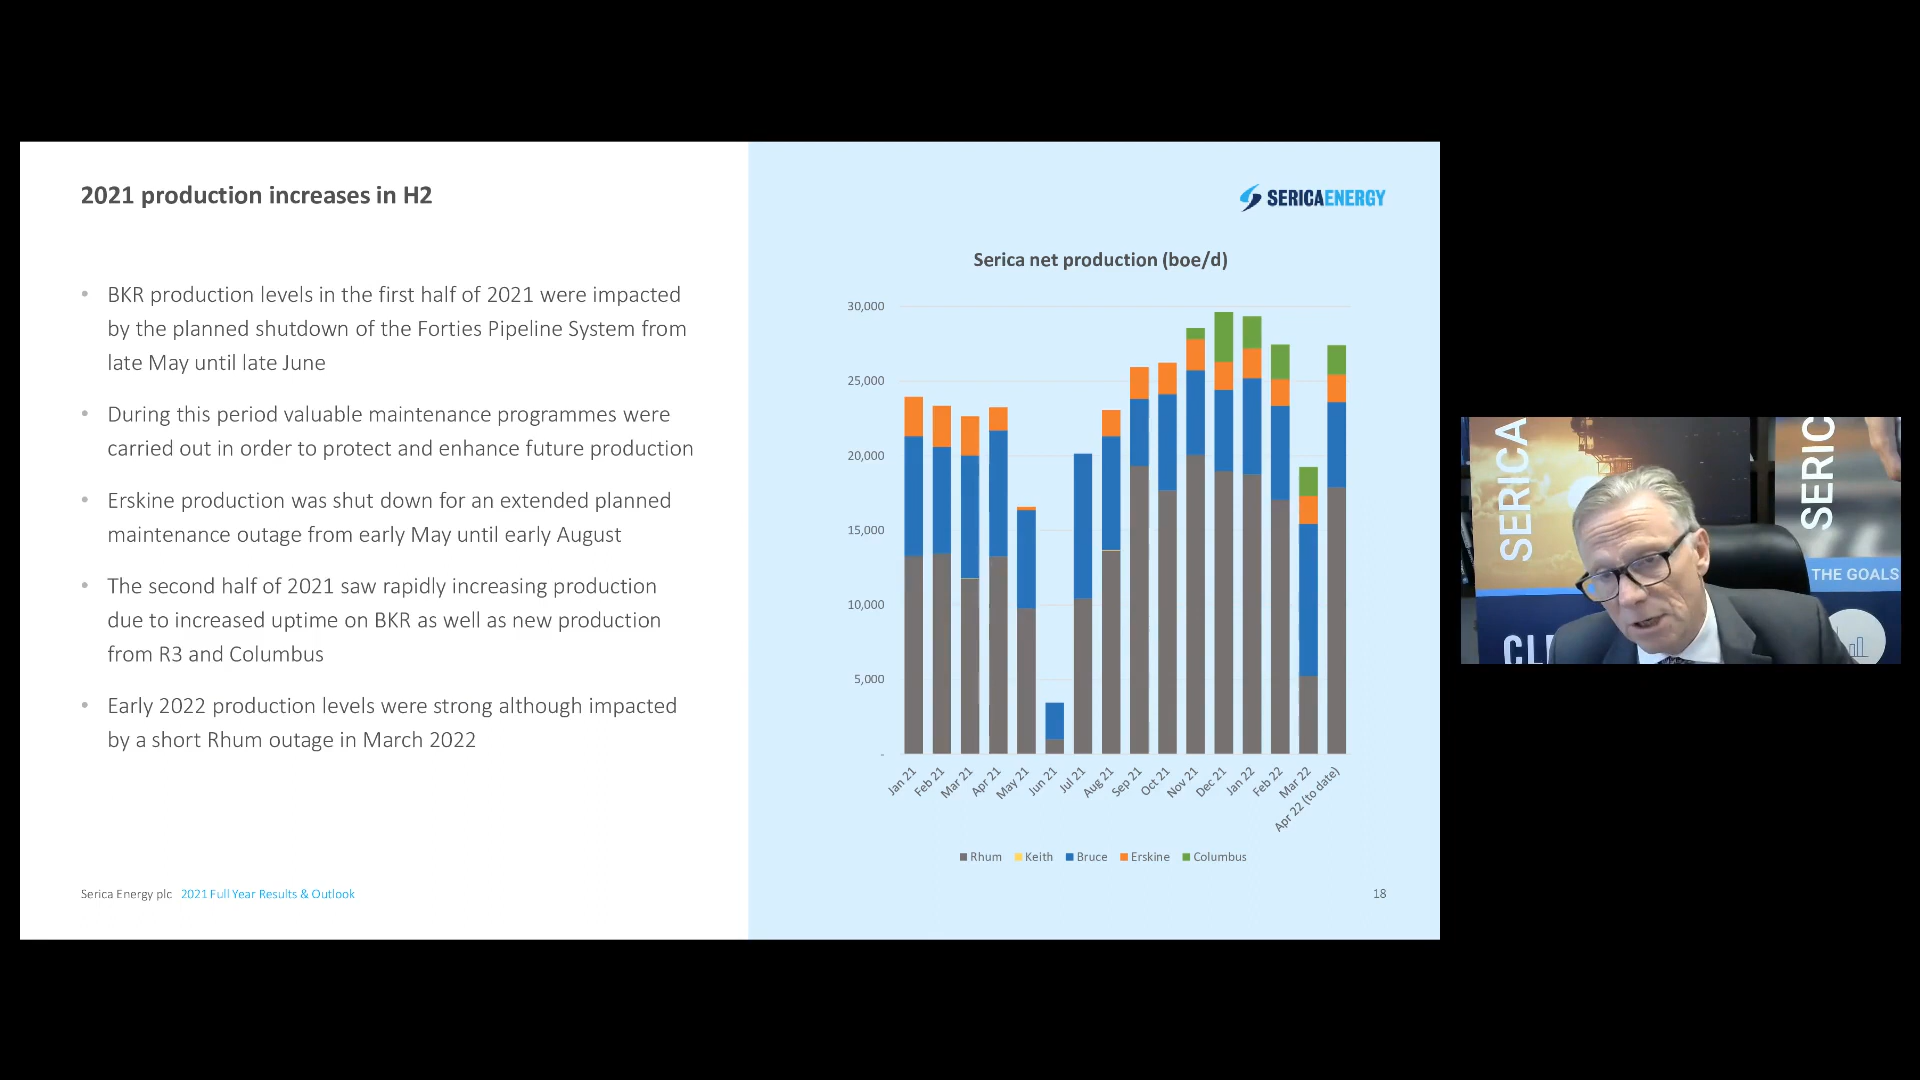 2021 production increases in H2
SERICAENERGY
• BKR production levels in the first half of 2021 were impacted
by the planned shutdown of the Forties Pipeline System from
late May until late June
• During this period valuable maintenance programmes were
carried out in order to protect and enhance future production
• Erskine production was shut down for an extended planned
maintenance outage from early May until early August
• The second half of 2021 saw rapidly increasing production
due to increased uptime on BKR as well as new production
from R3 and Columbus
• Early 2022 production levels were strong although impacted
by a short Rhum outage in March 2022
Serica net production (boe/d)
30,000
25,000
20,000
15,000
10,000
5,000
-
Jan 21
Feb 21
Mar 21
Apr 21
May 21
Jun 21
Jul 21
Aug 21
Sep 21
Oct 21
Nov 21
Dec 21
Jan 22
Feb 22
Mar 22
Apr 22 (to date)
Rhum Keith Bruce Erskine Columbus
Serica Energy plc 2021 Full Year Results & Outlook
18
SERICA
SERIC
THE GOALS